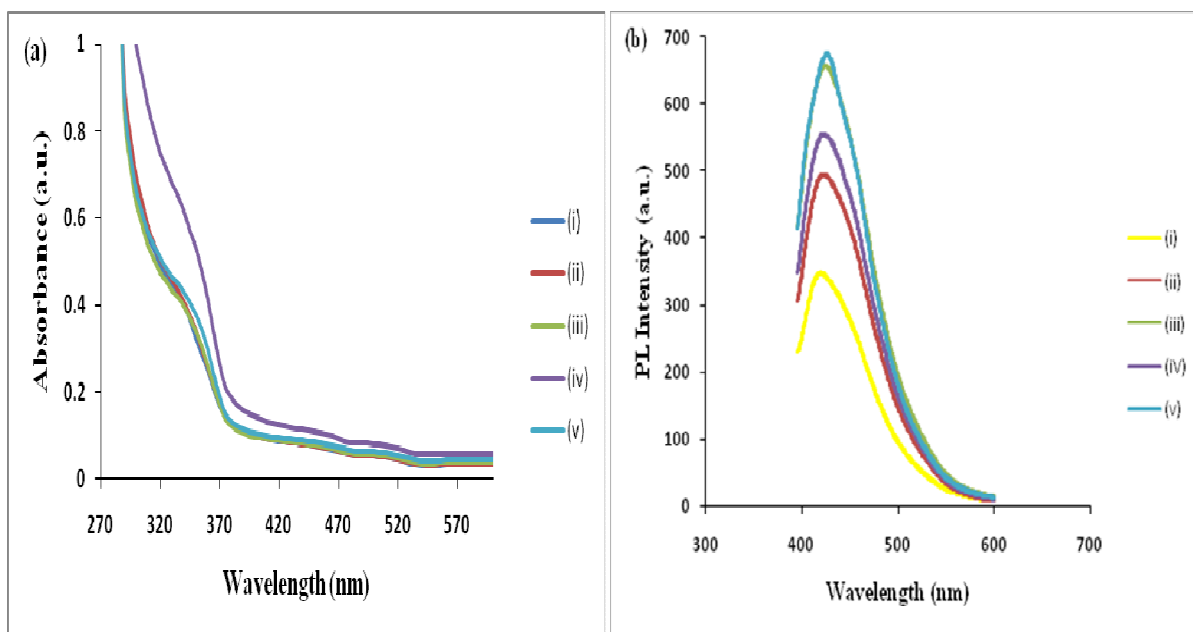 (a)
Absorbance (a.u.)
1
0.8
0.6
0.4
0.2
0
270 320 370 420 470 520 570
Wavelength (nm)
(i)
(ii)
(iii)
(iv)
(v)
(b)
PL Intensity (a.u.)
700
600
500
400
300
200
100
0
300 400 500 600 700
Wavelength (nm)
(i)
(ii)
(iii)
(iv)
(v)